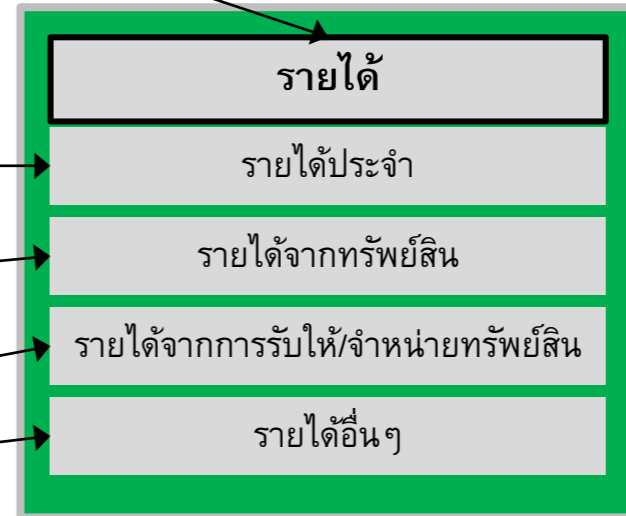 รายได้
รายได้ประจำ
รายได้จากทรัพย์สิน
รายได้จากการรับให้/จำหน่ายทรัพย์สิน
รายได้อื่นๆ